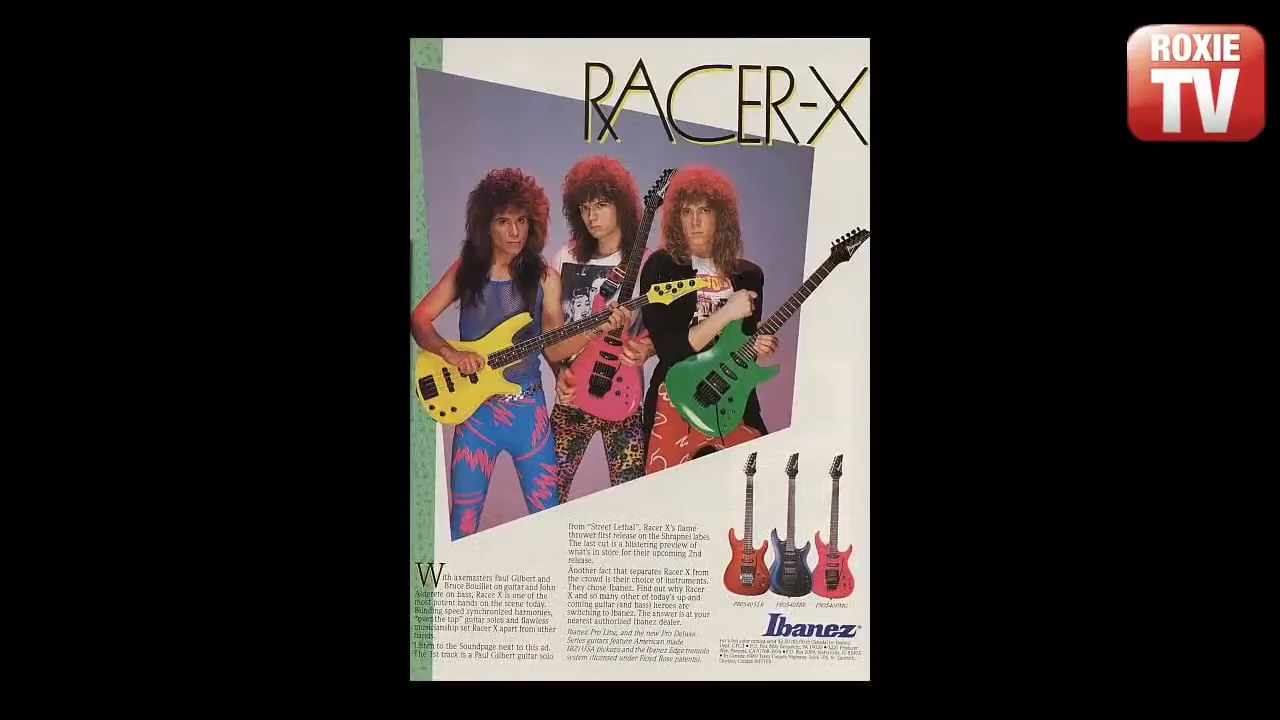 ROXIE
TV
RACER-X
With axemasters Paul Gilbert and
Bruce Bouillet on guitar and John
Alderete on bass, Racer X is one of the
most potent bands on the scene today.
Blinding speed synchronized harmonies,
"over the top" guitar solos and flawless
musicianship set Racer X apart from other
bands.
Listen to the Soundpage next to this ad.
The 1st track is a Paul Gilbert guitar solo
from "Street Lethal", Racer X's flame-
thrower first release on the Shrapnel label.
The last cut is a blistering preview of
what's in store for their upcoming 2nd
release.
Another fact that separates Racer X from
the crowd is their choice of instruments.
They chose Ibanez. Find out why Racer
X and so many other of today's up-and
coming guitar (and bass) heroes are
switching to Ibanez. The answer is at your
nearest authorized Ibanez dealer.
Ibanez Pro Line, and the new Pro Deluxe
Series guitars feature American made
IBZ/USA pickups and the Ibanez Edge tremolo
system (licensed under Floyd Rose patents).
Ibanez